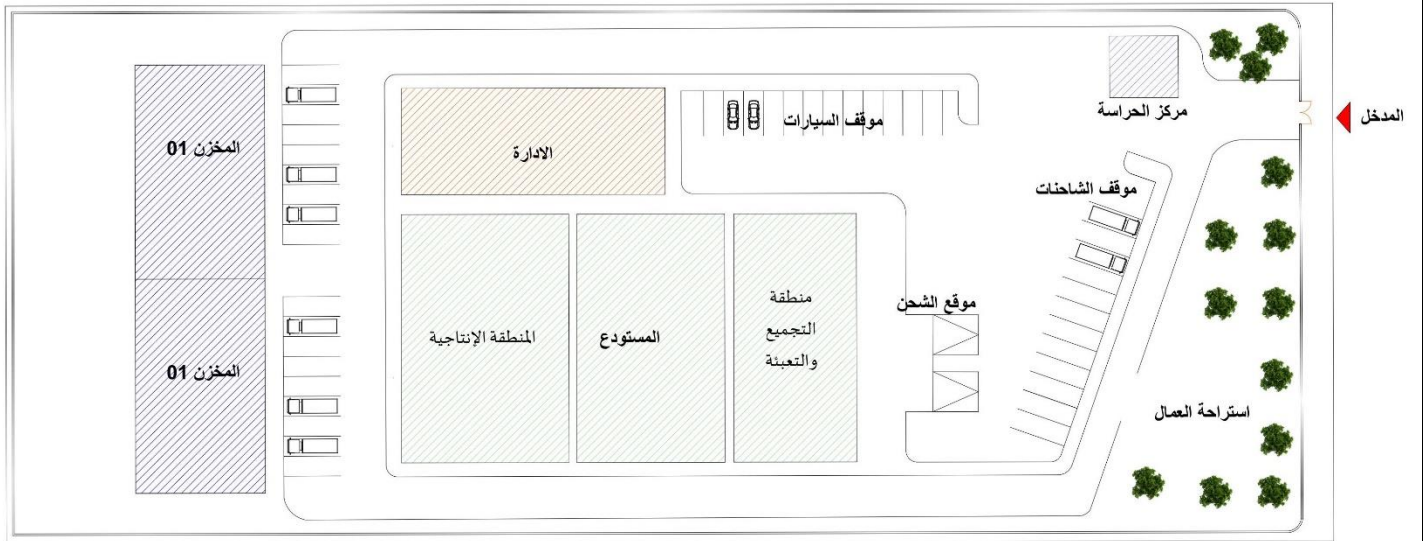 المدخل
مركز الحراسة
موقف السيارات
الادارة
المخزن 01
موقف الشاحنات
موقع الشحن
منطقة
التجميع
والتعبئة
المستودع
المنطقة الإنتاجية
المخزن 01
استراحة العمال